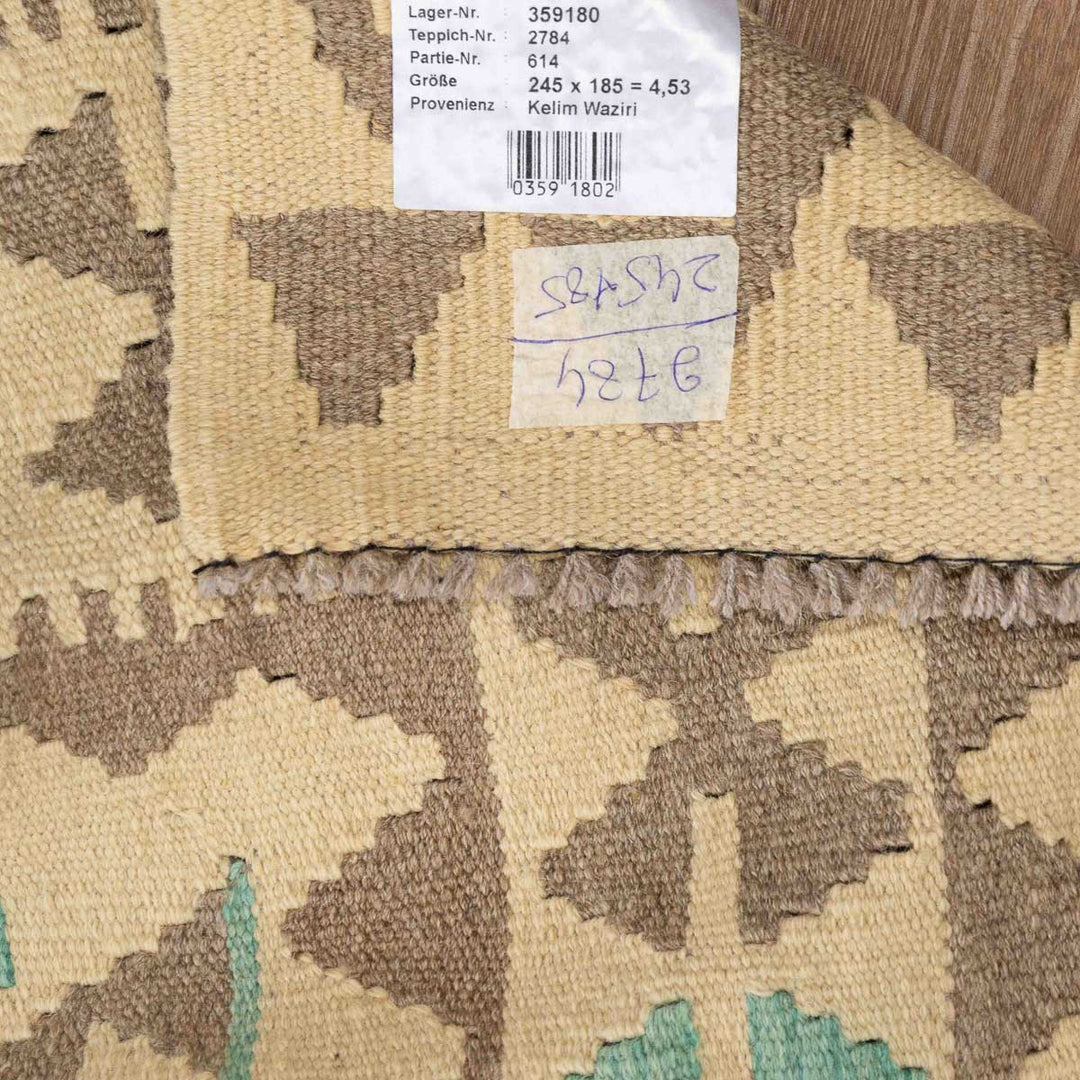 Lager-Nr. : 359180
Teppich-Nr. : 2784
Partie-Nr. : 614
Größe : 245 x 185 = 4,53
Provenienz : Kelim Waziri
0359 1802
245x185
2784